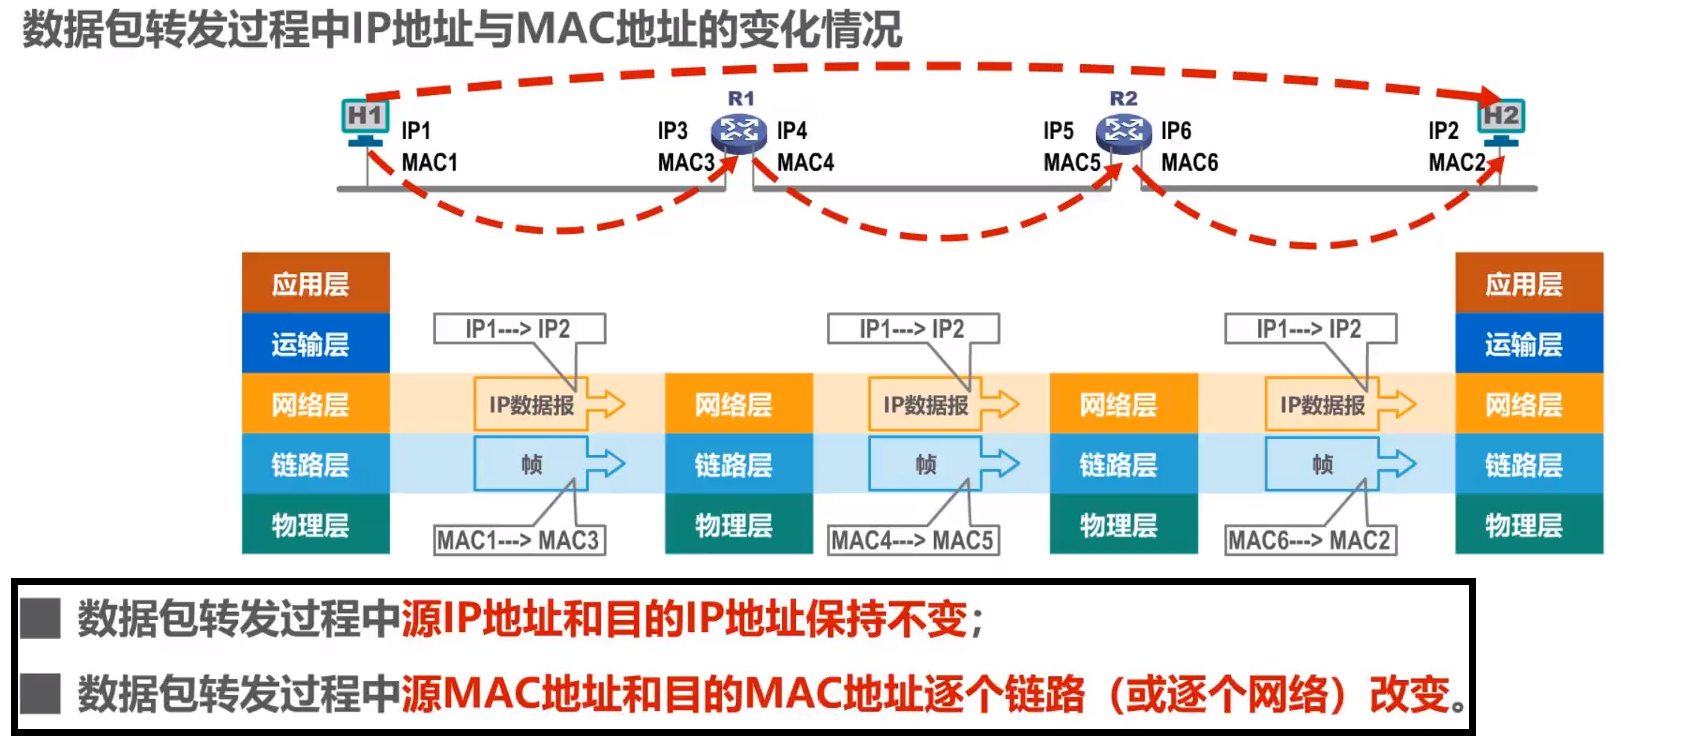 数据包转发过程中IP地址与MAC地址的变化情况
R1
R2
H1
H2
IP1
IP3
IP4
IP5
IP6
IP2
MAC1
MAC3
MAC4
MAC5
MAC6
MAC2
应用层
应用层
运输层
IP1---> IP2
IP1---> IP2
IP1---> IP2
运输层
网络层
IP数据报
网络层
IP数据报
网络层
IP数据报
网络层
链路层
帧
链路层
帧
链路层
帧
链路层
物理层
MAC1---> MAC3
物理层
MAC4---> MAC5
物理层
MAC6---> MAC2
物理层
数据包转发过程中源IP地址和目的IP地址保持不变；
数据包转发过程中源MAC地址和目的MAC地址逐个链路（或逐个网络）改变。